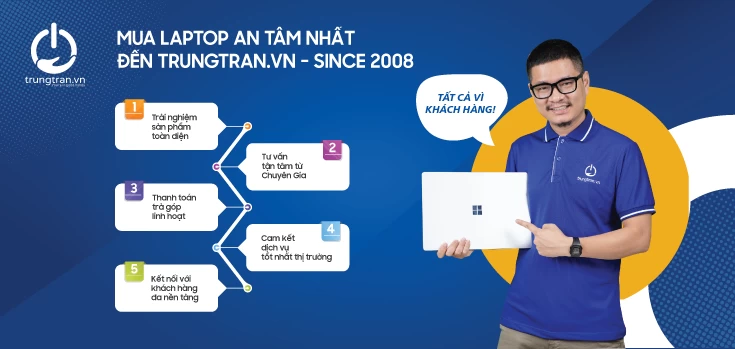 trungtran.vn
MUA LAPTOP AN TÂM NHẤT
ĐẾN TRUNGTRAN.VN - SINCE 2008
TẤT CẢ VÌ
KHÁCH HÀNG!
1
Trải nghiệm
sản phẩm
toàn diện
2
Tư vấn
tận tâm từ
Chuyên Gia
3
Thanh toán
trả góp
linh hoạt
4
Cam kết
dịch vụ
tốt nhất thị trường
5
Kết nối với
khách hàng
đa nền tảng
trungtran.vn